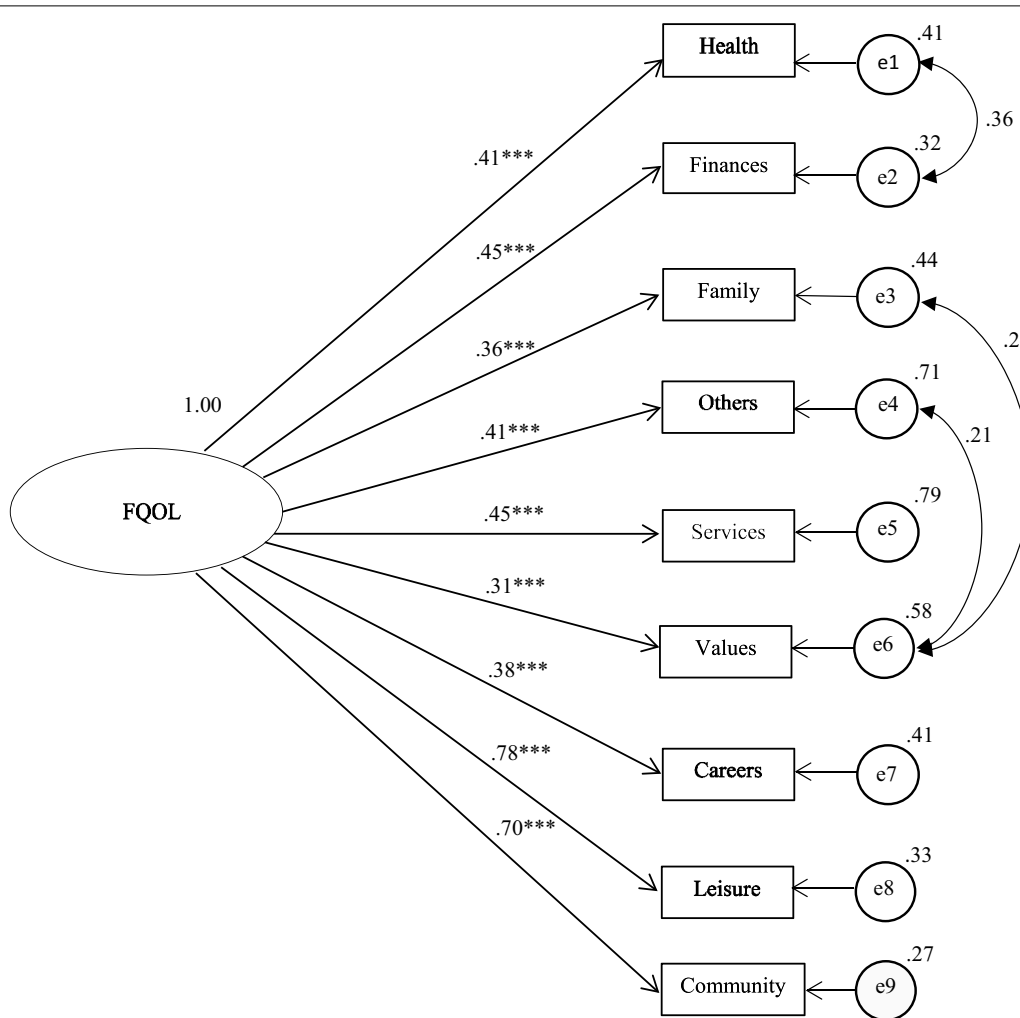 Health
e1
.41
.36
.41***
Finances
e2
.32
.45***
Family
e3
.44
.2
.36***
1.00
Others
e4
.71
.21
.41***
FQOL
Services
e5
.79
.45***
Values
e6
.58
.31***
Careers
e7
.41
.38***
.78***
Leisure
e8
.33
.70***
Community
e9
.27